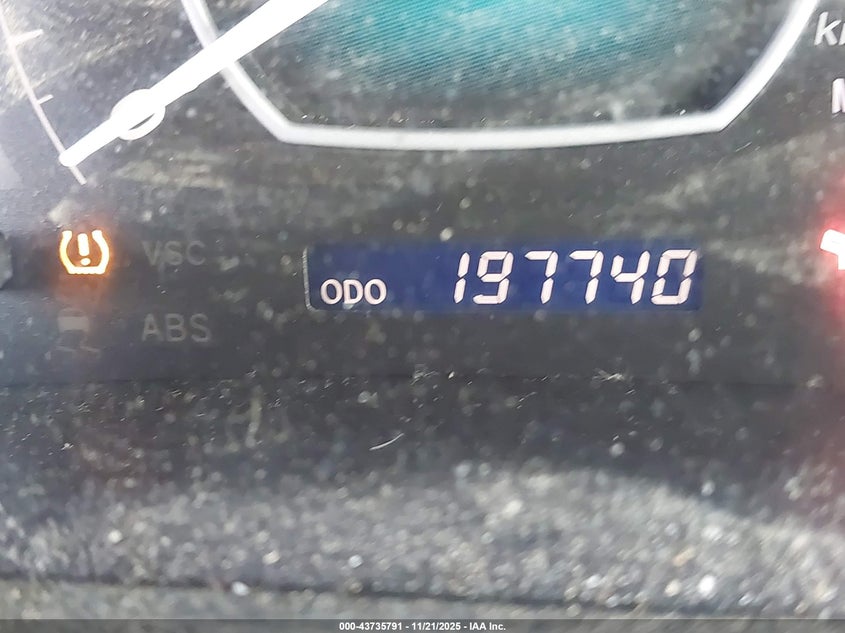 VSC
ODO 197740
ABS
000-43735791 - 11/21/2025 - IAA Inc.